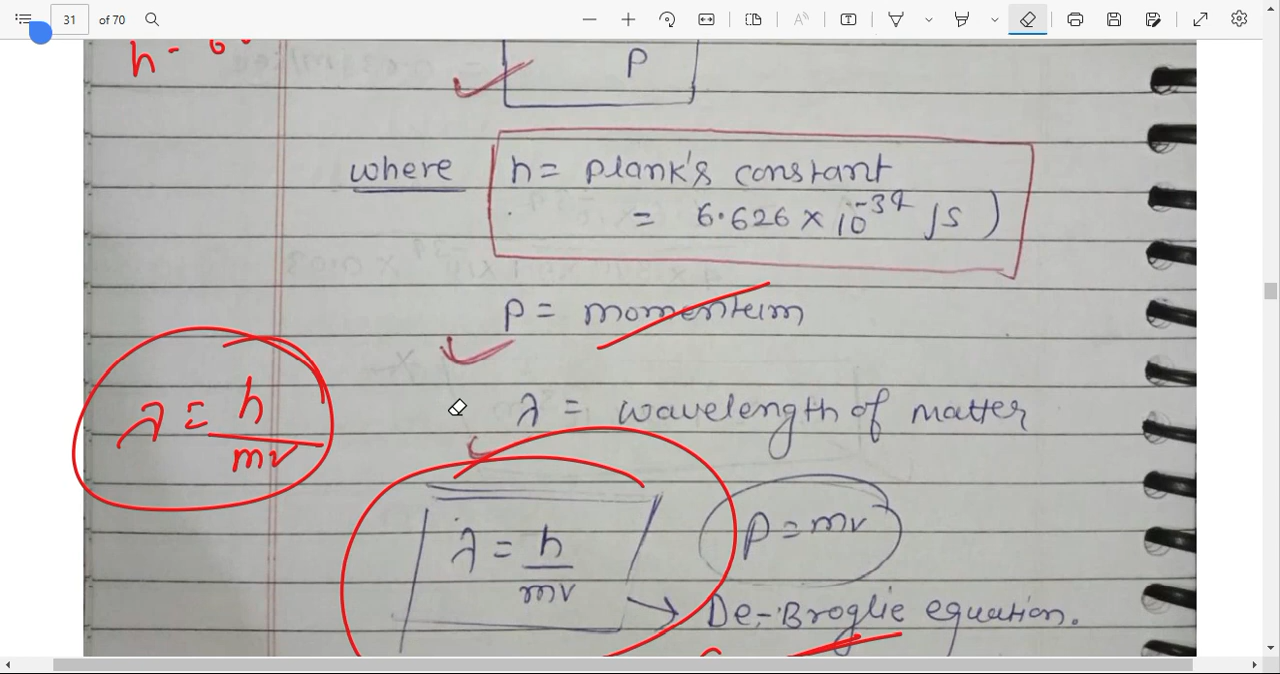 31 of 70
h - 6.
P
where h = plank's constant
= 6.626 × 10⁻³⁴ JS )
P = momentum
λ = wavelength of matter
λ = h/mv
λ = h/mv
P = mv
→ De-Broglie equation.